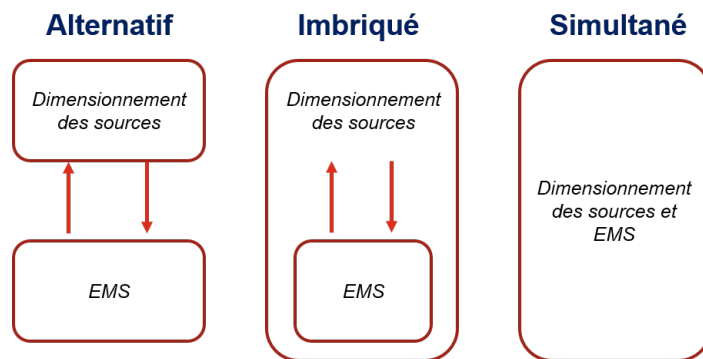 Alternatif
Imbriqué
Simultané
Dimensionnement
des sources
EMS
Dimensionnement
des sources
EMS
Dimensionnement
des sources et
EMS